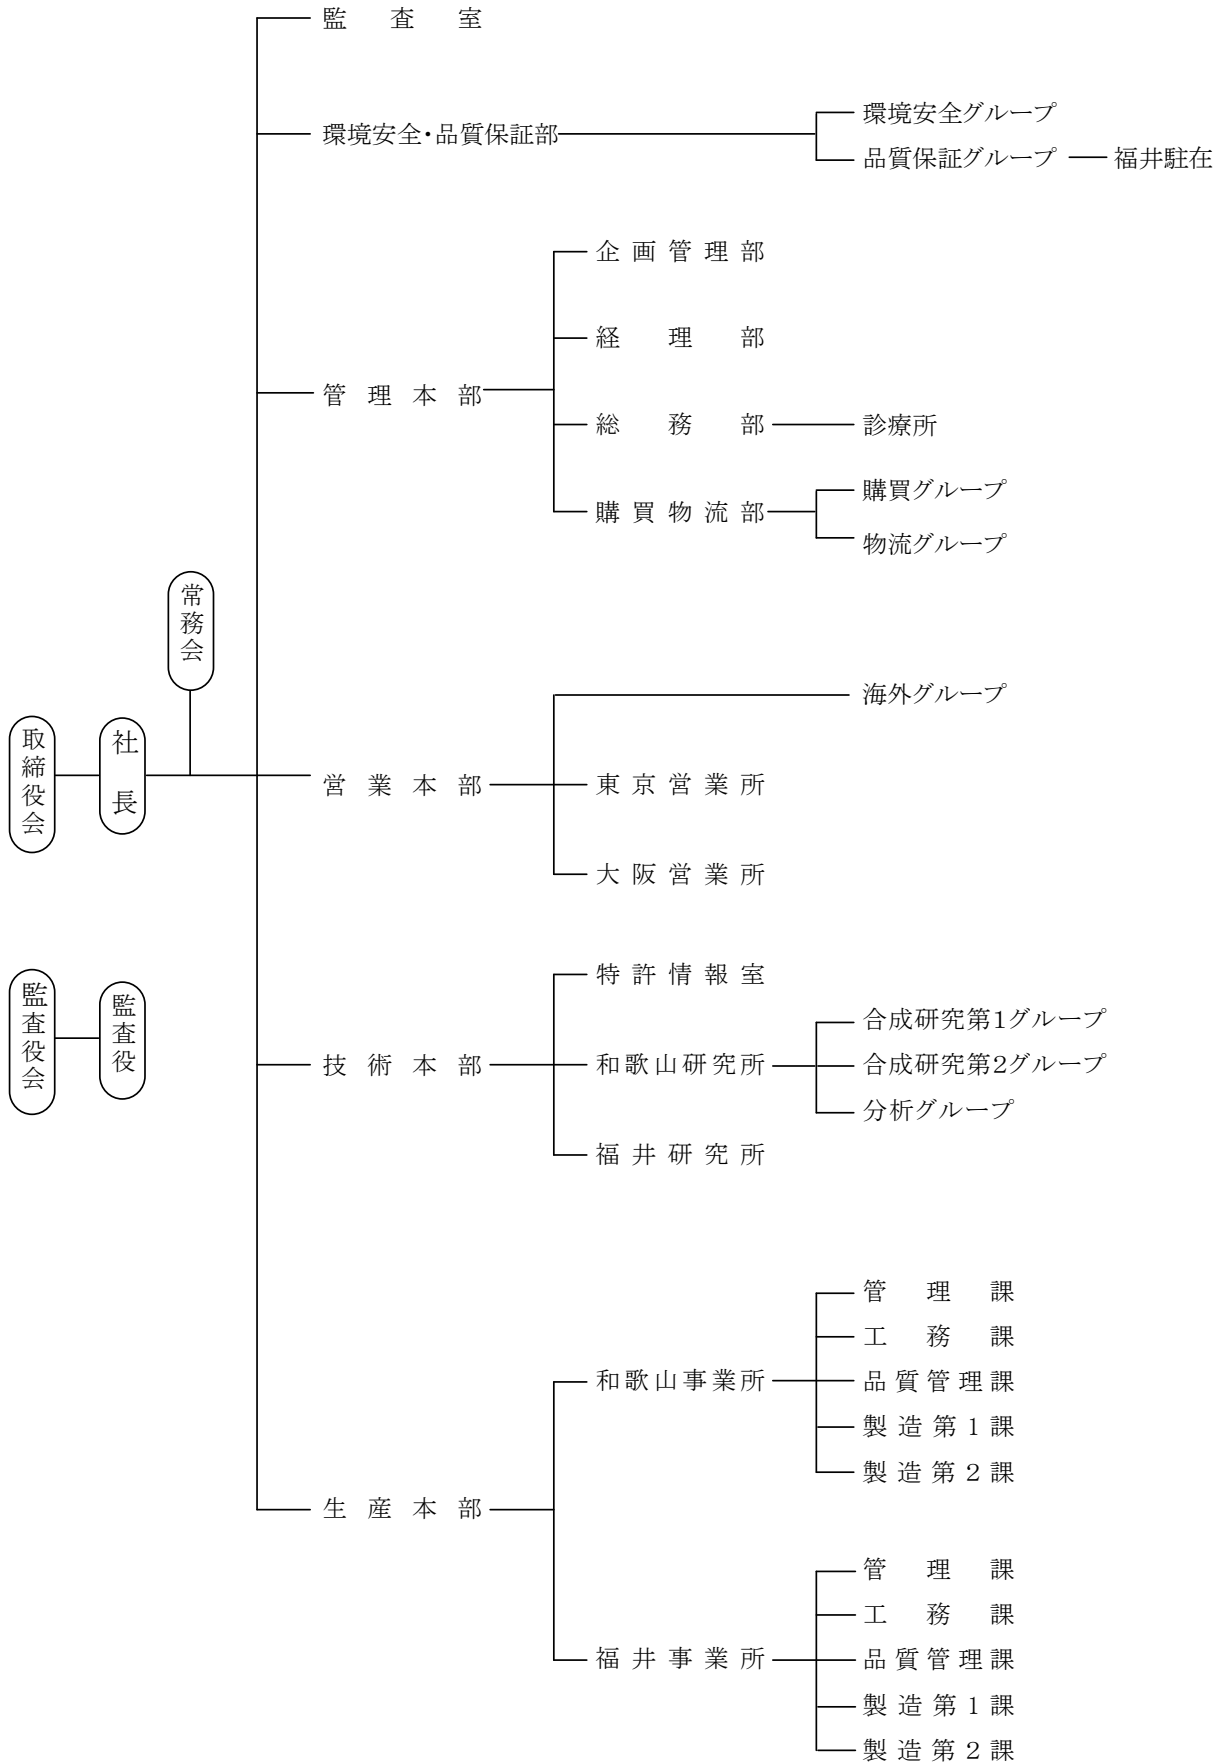 監査室
環境安全・品質保証部
環境安全グループ
品質保証グループ
福井駐在
企画管理部
経理部
管理本部
総務部
診療所
購買物流部
購買グループ
物流グループ
常務会
取締役会
社長
海外グループ
営業本部
東京営業所
大阪営業所
監査役会
監査役
特許情報室
技術本部
和歌山研究所
合成研究第1グループ
合成研究第2グループ
分析グループ
福井研究所
管理課
工務課
和歌山事業所
品質管理課
製造第1課
製造第2課
生産本部
管理課
工務課
福井事業所
品質管理課
製造第1課
製造第2課